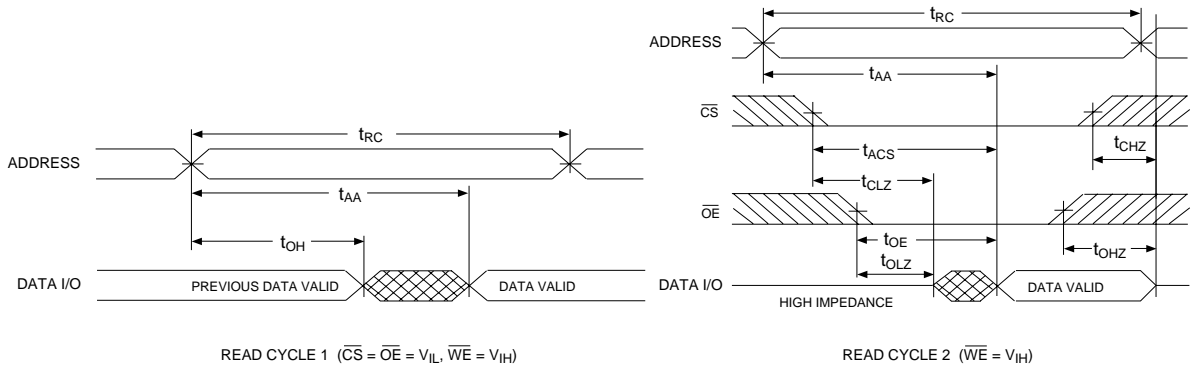 tRC
ADDRESS
tAA
tOH
DATA I/O
PREVIOUS DATA VALID
DATA VALID
READ CYCLE 1 (CS = OE = VIL, WE = VIH)
tRC
ADDRESS
tAA
CS
tACS
tCHZ
tCLZ
OE
tOE
tOHZ
tOLZ
DATA I/O
HIGH IMPEDANCE
DATA VALID
READ CYCLE 2 (WE = VIH)